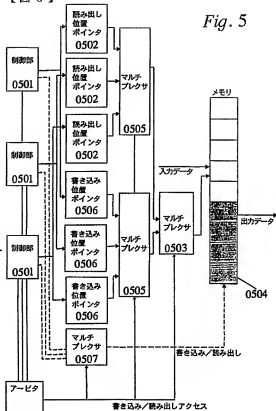 Fig. 5
制御部
0501
制御部
0501
制御部
0501
アービタ
読み出し
位置
ポインタ
0502
読み出し
位置
ポインタ
0502
読み出し
位置
ポインタ
0502
書き込み
位置
ポインタ
0506
書き込み
位置
ポインタ
0506
書き込み
位置
ポインタ
0506
マルチ
プレクサ
0507
マルチ
プレクサ
0505
マルチ
プレクサ
0505
マルチ
プレクサ
0503
メモリ
入力データ
出力データ
0504
書き込み/読み出し
書き込み/読み出しアクセス